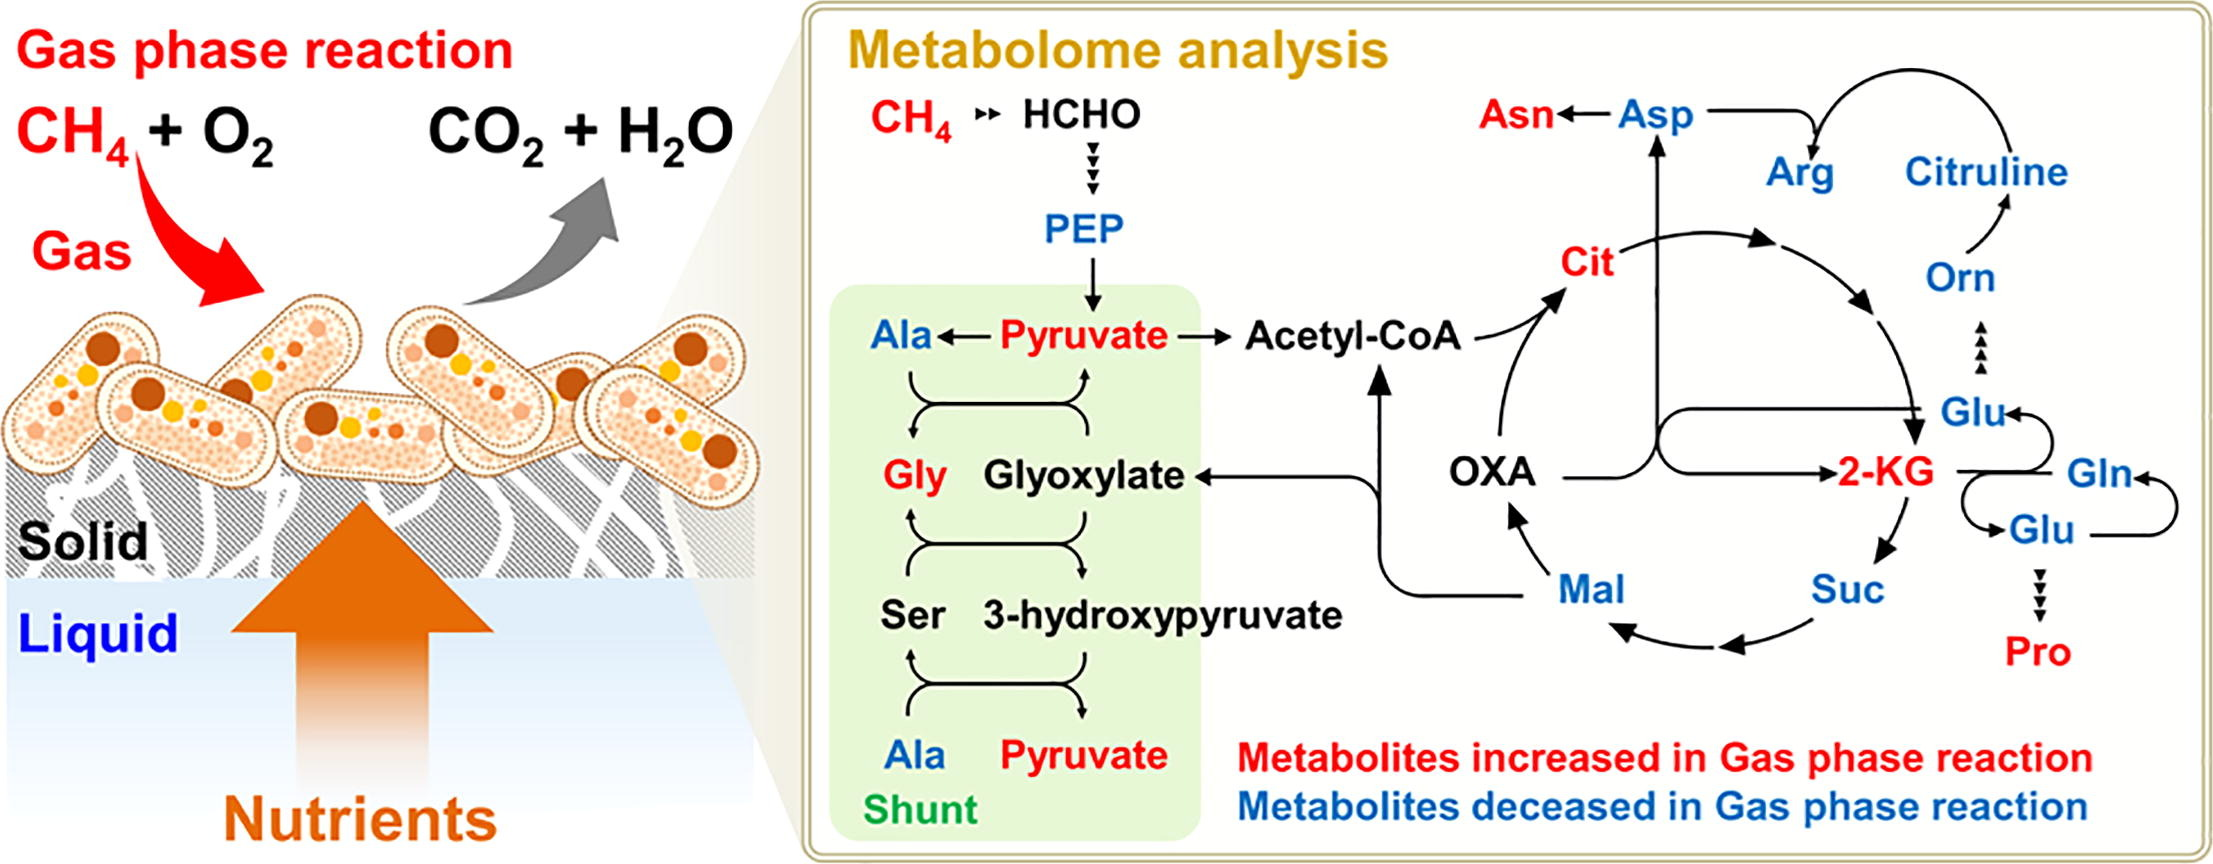 Gas phase reaction
CH4 + O2
CO2 + H2O
Gas
Solid
Liquid
Nutrients
Metabolome analysis
CH4
HCHO
Asn
Asp
Arg
Citruline
PEP
Cit
Orn
Ala
Pyruvate
Acetyl-CoA
Glu
Gly
Glyoxylate
OXA
2-KG
Gln
Glu
Mal
Suc
Ser
3-hydroxypyruvate
Pro
Ala
Pyruvate
Shunt
Metabolites increased in Gas phase reaction
Metabolites deceased in Gas phase reaction